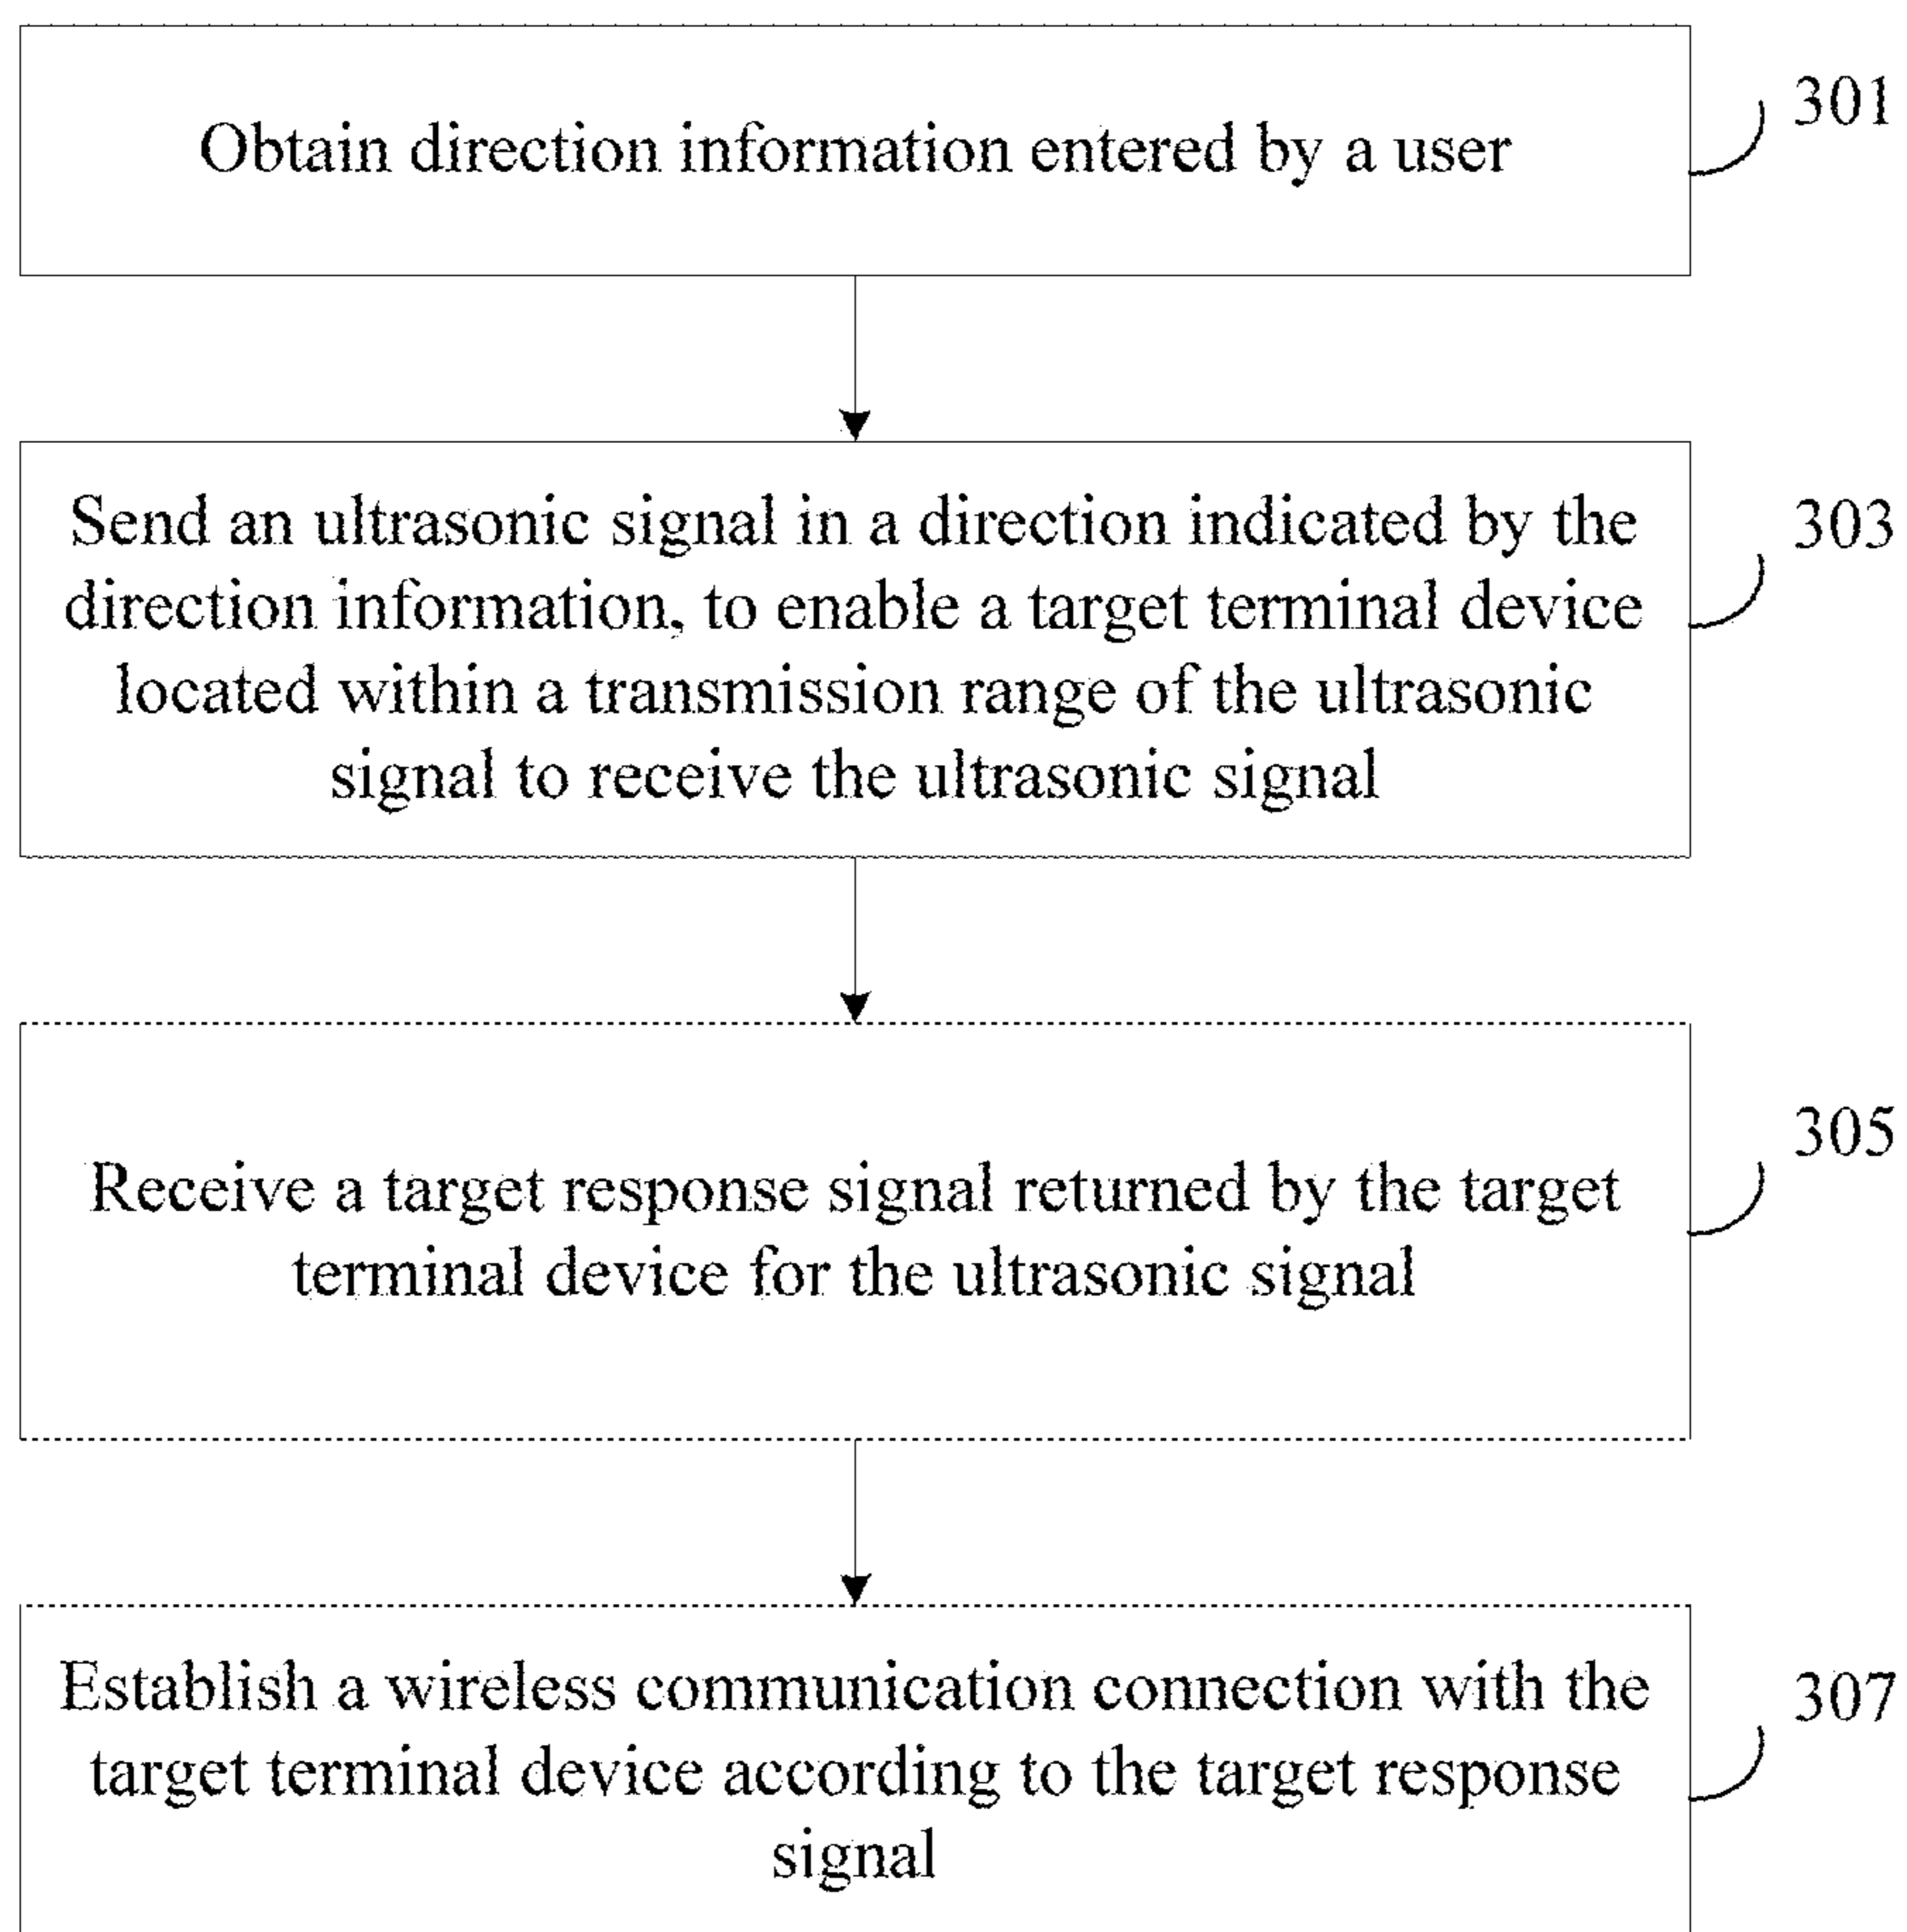 Obtain direction information entered by a user
301
Send an ultrasonic signal in a direction indicated by the
direction information, to enable a target terminal device
located within a transmission range of the ultrasonic
signal to receive the ultrasonic signal
303
Receive a target response signal returned by the target
terminal device for the ultrasonic signal
305
Establish a wireless communication connection with the
target terminal device according to the target response
signal
307